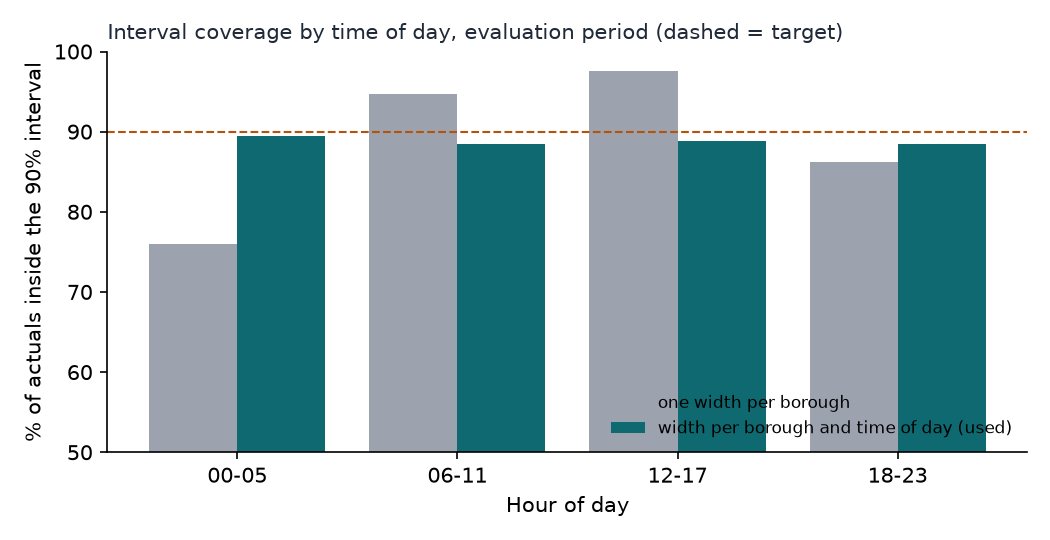 Interval coverage by time of day, evaluation period (dashed = target)
% of actuals inside the 90% interval
100
90
80
70
60
50
one width per borough
width per borough and time of day (used)
00-05
06-11
12-17
18-23
Hour of day